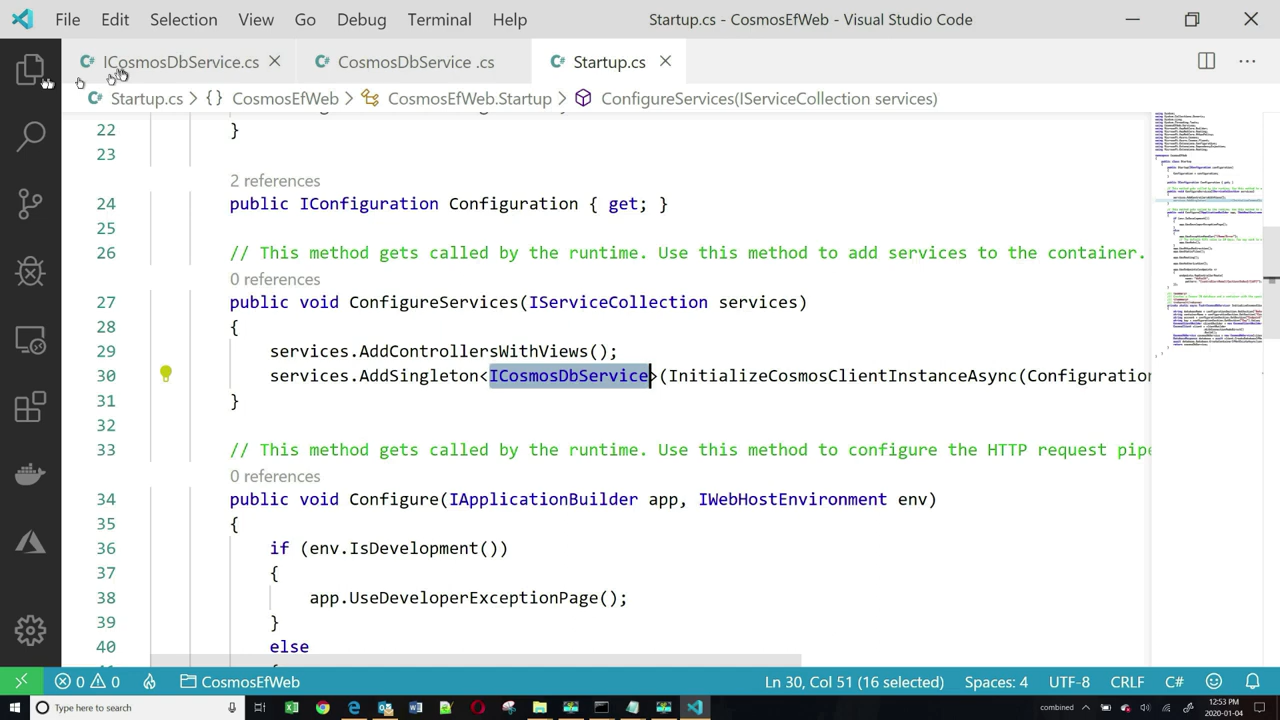 File Edit Selection View Go Debug Terminal Help Startup.cs - CosmosEfWeb - Visual Studio Code
C# ICosmosDbService.cs C# CosmosDbService .cs C# Startup.cs
C# Startup.cs > {} CosmosEfWeb > CosmosEfWeb.Startup > ConfigureServices(IServiceCollection services)
22 }
23
2 references
24 public IConfiguration Configuration { get; }
25
26 // This method gets called by the runtime. Use this method to add services to the container.
0 references
27 public void ConfigureServices(IServiceCollection services)
28 {
29 services.AddControllersWithViews();
30 services.AddSingleton<ICosmosDbService>(InitializeCosmosClientInstanceAsync(Configuration
31 }
32
33 // This method gets called by the runtime. Use this method to configure the HTTP request pipe
0 references
34 public void Configure(IApplicationBuilder app, IWebHostEnvironment env)
35 {
36 if (env.IsDevelopment())
37 {
38 app.UseDeveloperExceptionPage();
39 }
40 else
0 0 CosmosEfWeb Ln 30, Col 51 (16 selected) Spaces: 4 UTF-8 CRLF C#
Type here to search combined 12:53 PM
2020-01-04